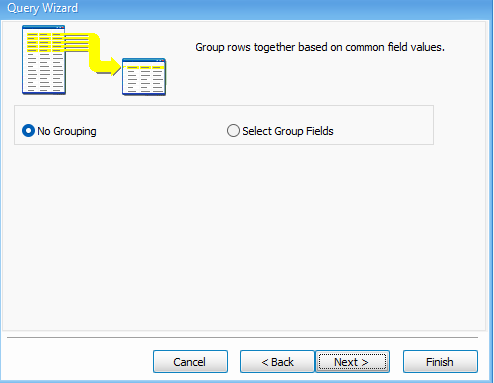 Query Wizard
Group rows together based on common field values.
No Grouping Select Group Fields
Cancel < Back Next > Finish